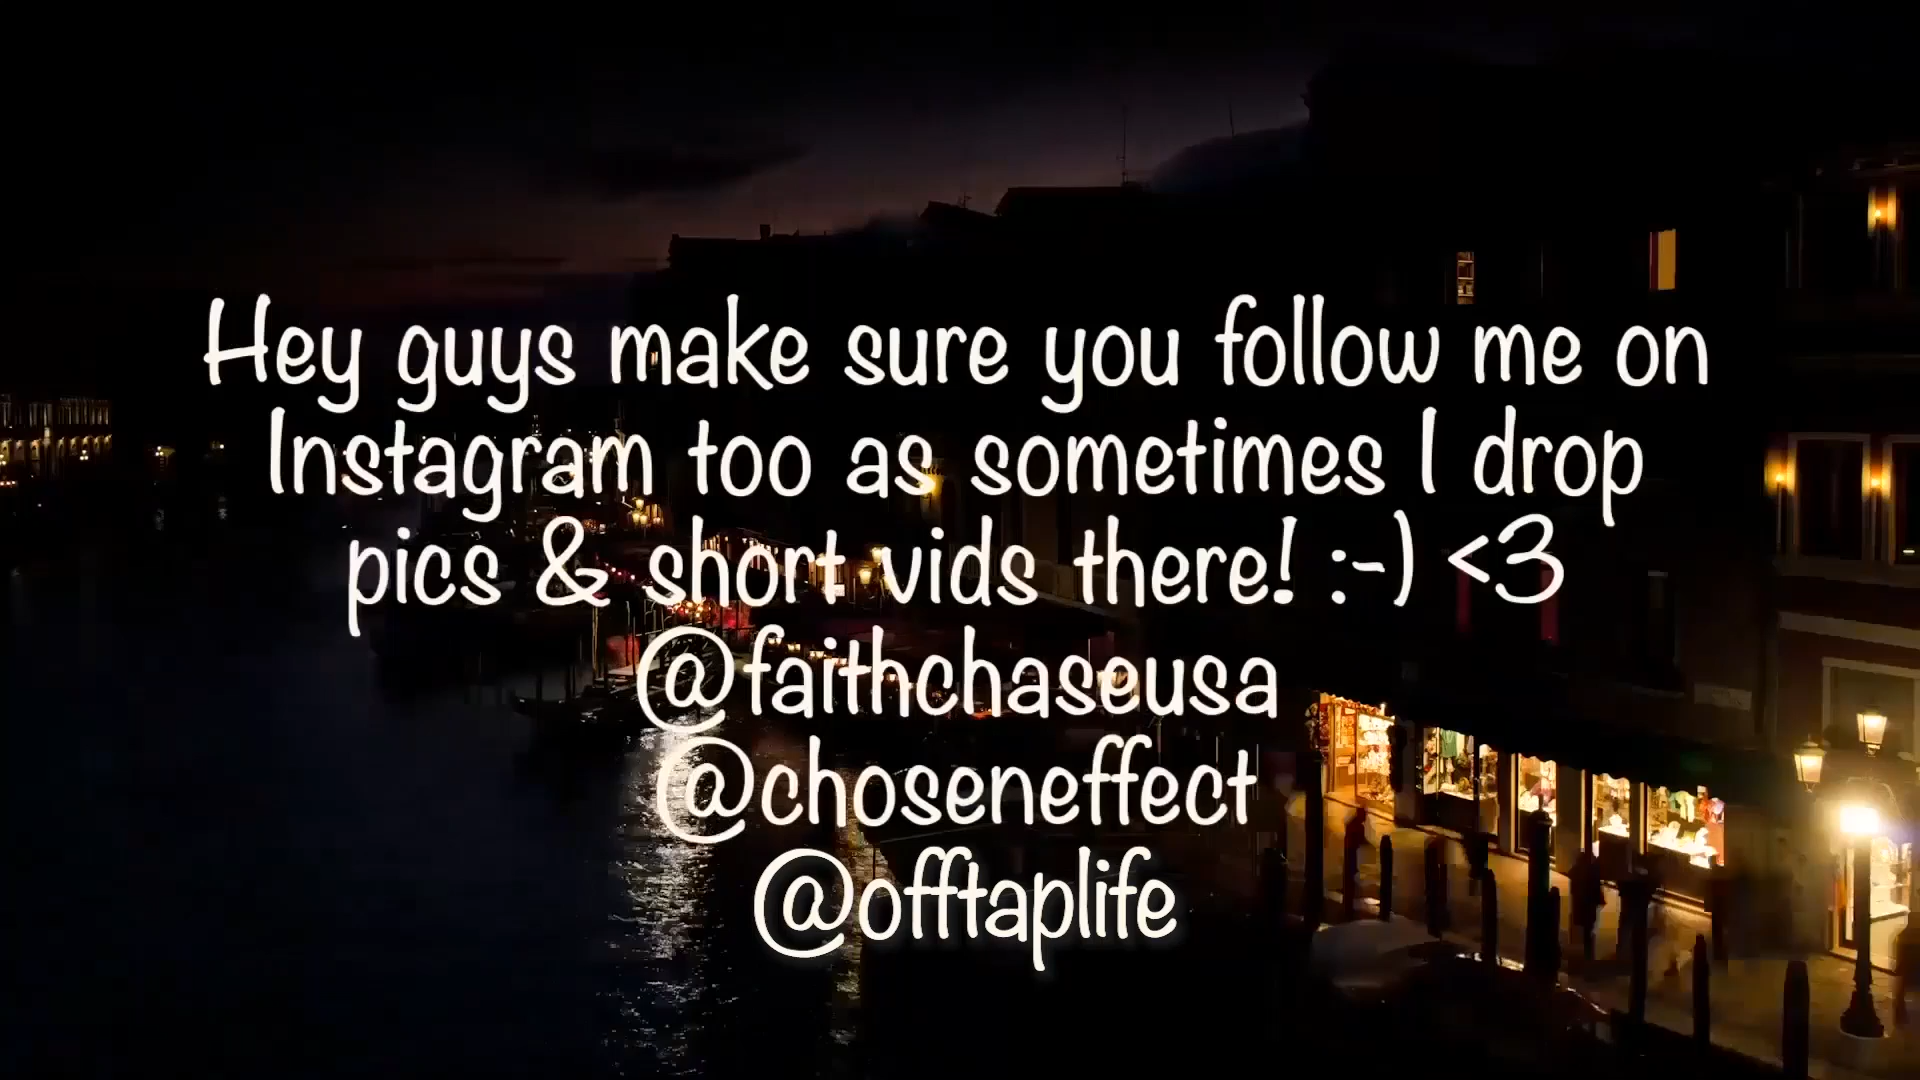 Hey guys make sure you follow me on
Instagram too as sometimes I drop
pics & short vids there! :-) <3
@faithchaseusa
@choseneffect
@offtaplife